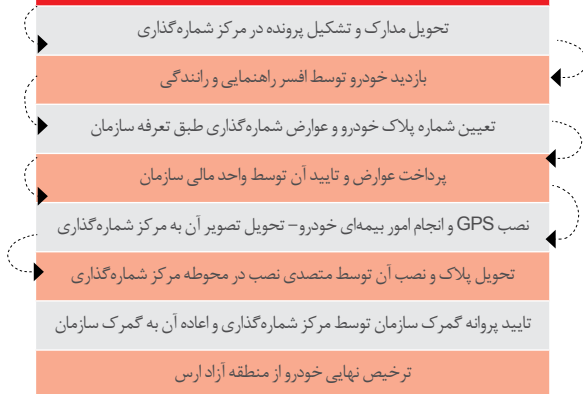 تحویل مدارک و تشکیل پرونده در مرکز شماره‌گذاری
بازدید خودرو توسط افسر راهنمایی و رانندگی
تعیین شماره پلاک خودرو و عوارض شماره‌گذاری طبق تعرفه سازمان
پرداخت عوارض و تایید آن توسط واحد مالی سازمان
نصب GPS و انجام امور بیمه‌ای خودرو– تحویل تصویر آن به مرکز شماره‌گذاری
تحویل پلاک و نصب آن توسط متصدی نصب در محوطه مرکز شماره‌گذاری
تایید پروانه گمرک سازمان توسط مرکز شماره‌گذاری و اعاده آن به گمرک سازمان
ترخیص نهایی خودرو از منطقه آزاد ارس